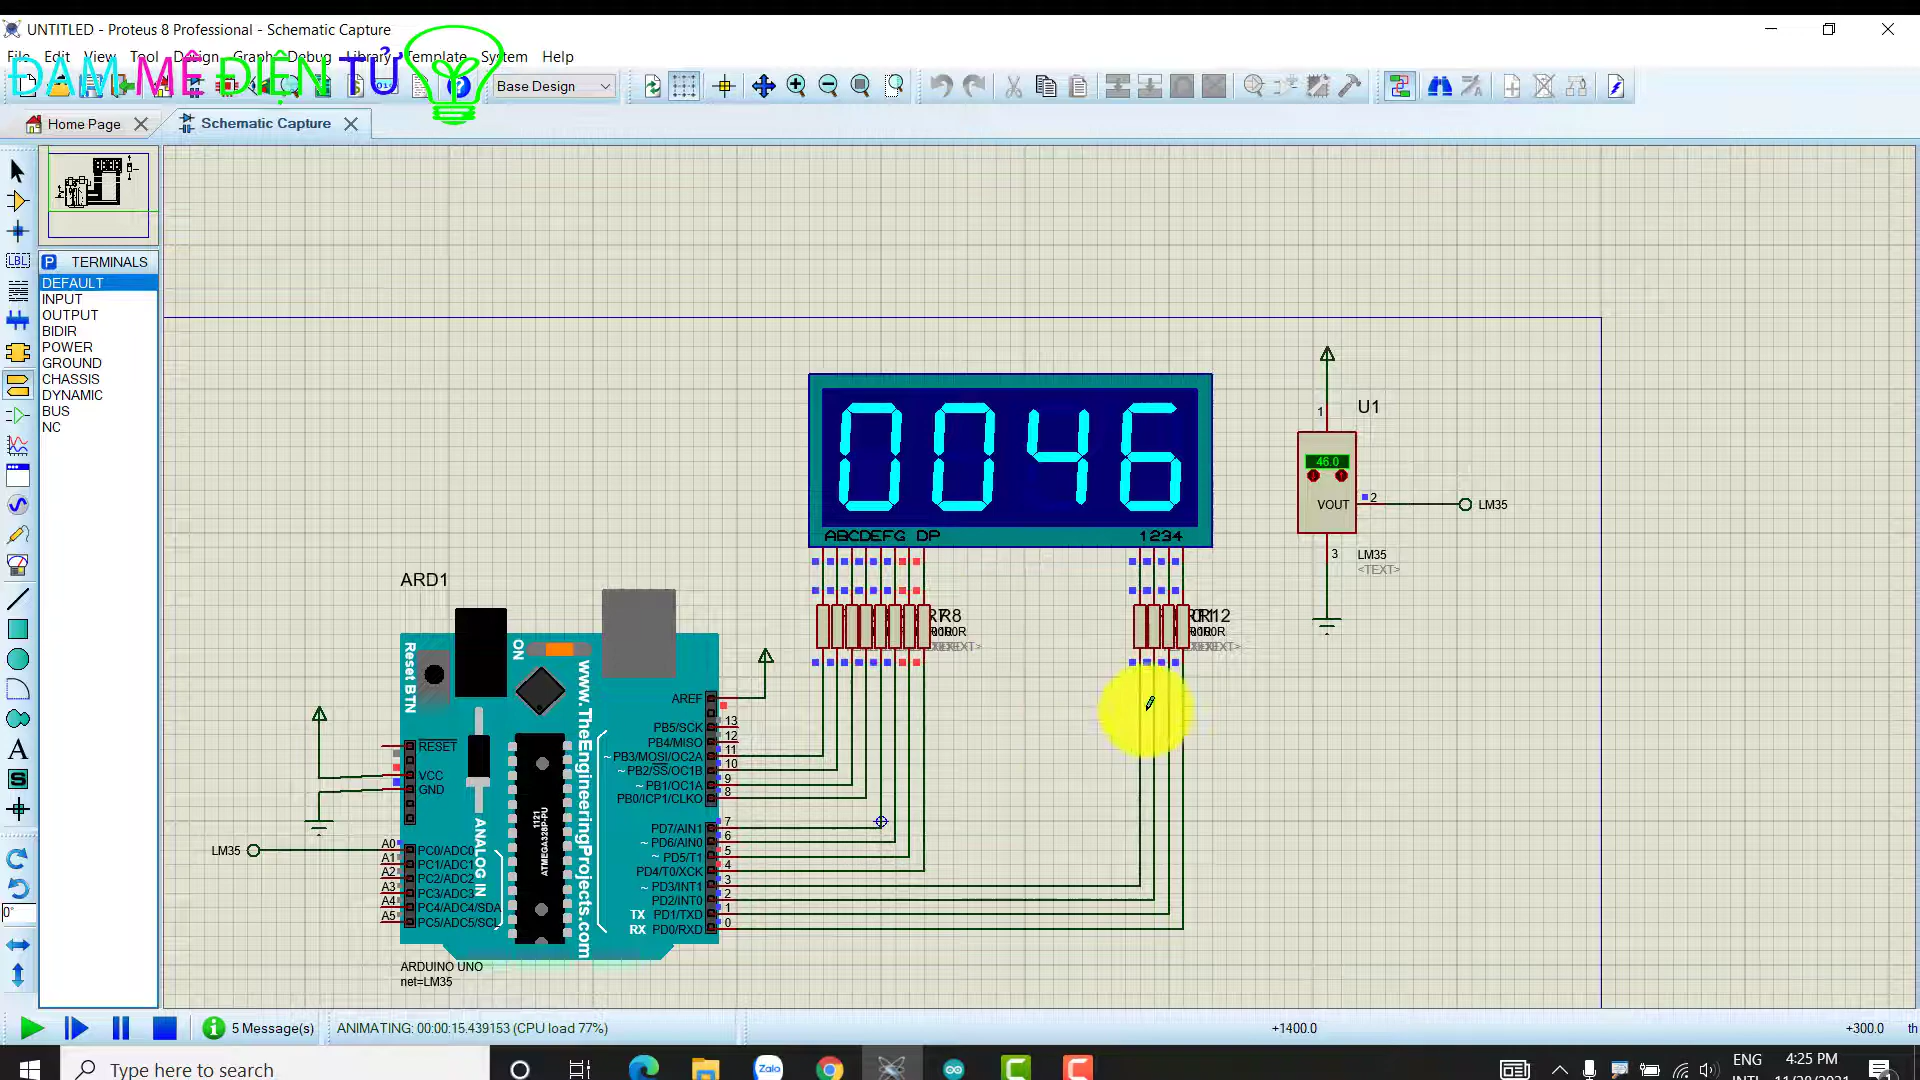 UNTITLED - Proteus 8 Professional - Schematic Capture
File Edit View Tool Design Graph Debug Library Template System Help
ĐAM MÊ ĐIỆN TỬ
Base Design
Home Page
Schematic Capture
P TERMINALS
DEFAULT
INPUT
OUTPUT
BIDIR
POWER
GROUND
CHASSIS
DYNAMIC
BUS
NC
LBL
A
S
0°
0046
ABCDEFG DP
1234
1
U1
46.0
VOUT
2
LM35
3
LM35
<TEXT>
R8
R12
ARD1
Reset BTN
ON
www.TheEngineeringProjects.com
1121
ATMEGA328P-PU
ANALOG IN
AREF
PB5/SCK 13
PB4/MISO 12
~ PB3/MOSI/OC2A 11
~ PB2/SS/OC1B 10
~ PB1/OC1A 9
PB0/ICP1/CLKO 8
PD7/AIN1 7
~ PD6/AIN0 6
~ PD5/T1 5
PD4/T0/XCK 4
~ PD3/INT1 3
PD2/INT0 2
TX PD1/TXD 1
RX PD0/RXD 0
RESET
VCC
GND
LM35
A0 PC0/ADC0
A1 PC1/ADC1
A2 PC2/ADC2
A3 PC3/ADC3
A4 PC4/ADC4/SDA
A5 PC5/ADC5/SCL
ARDUINO UNO
net=LM35
5 Message(s)
ANIMATING: 00:00:15.439153 (CPU load 77%)
+1400.0
+300.0
th
Type here to search
Zalo
ENG
4:25 PM